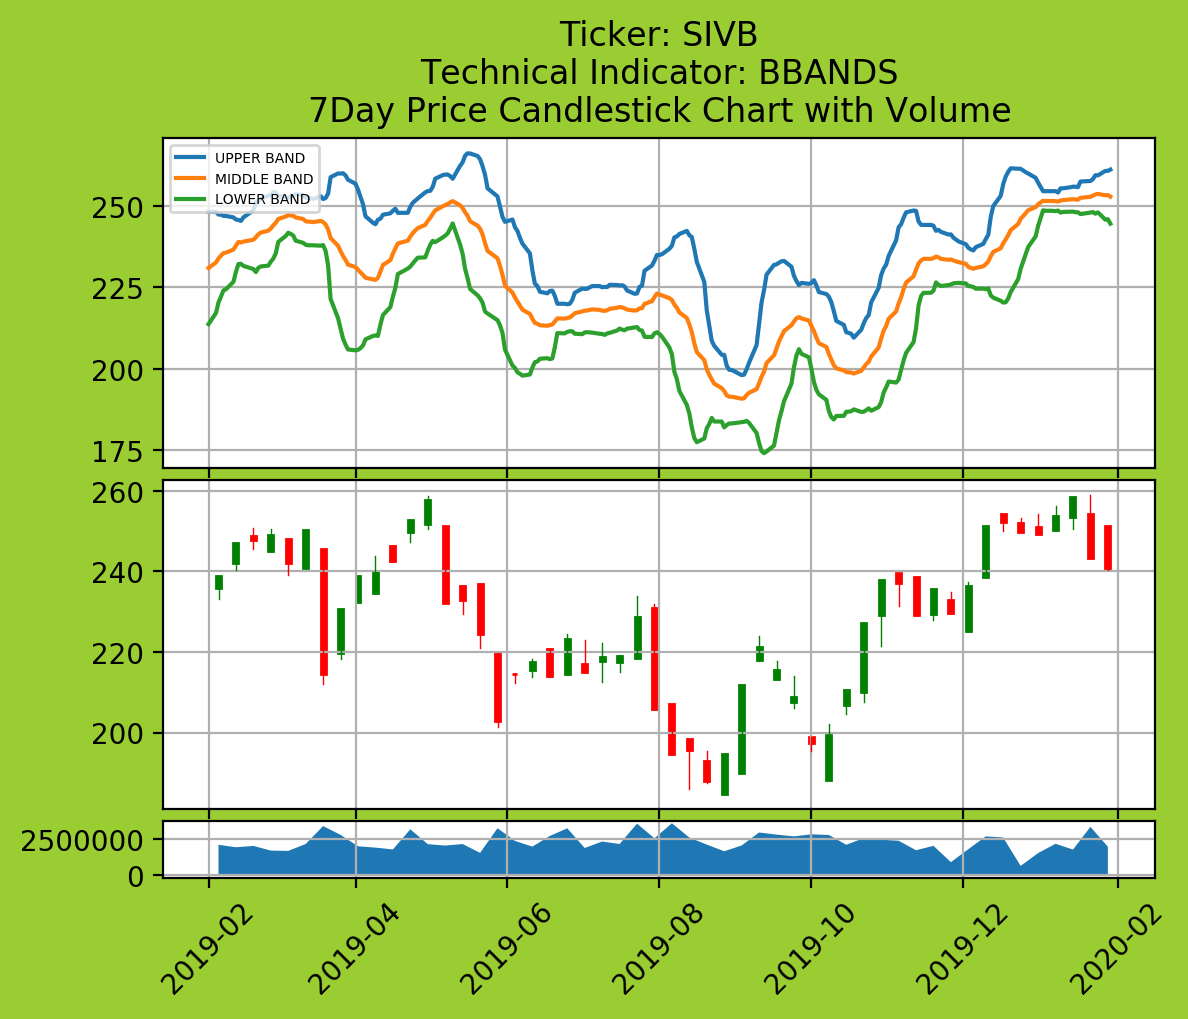 Ticker: SIVB
Technical Indicator: BBANDS
7Day Price Candlestick Chart with Volume
UPPER BAND
MIDDLE BAND
LOWER BAND
250
225
200
175
260
240
220
200
2500000
0
2019-02
2019-04
2019-06
2019-08
2019-10
2019-12
2020-02